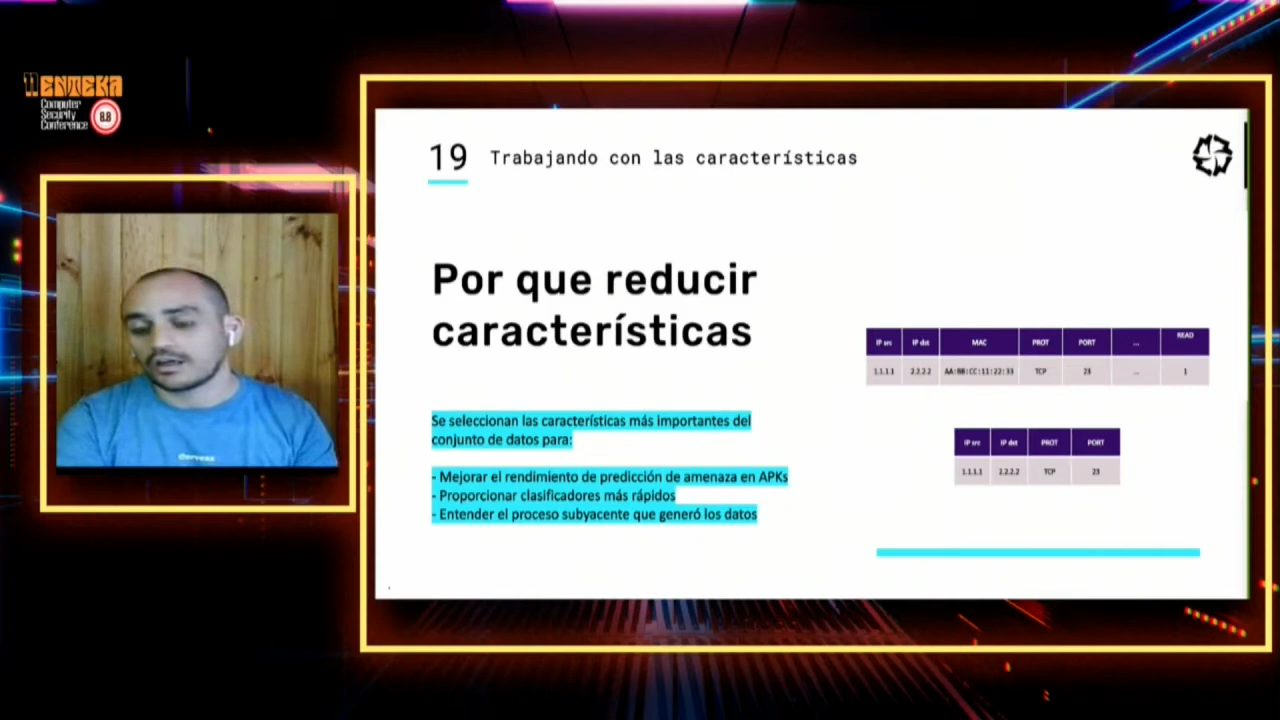 11ENTEKA
Computer
Security
Conference
8.8
19 Trabajando con las características
Por que reducir
características
Se seleccionan las características más importantes del
conjunto de datos para:
- Mejorar el rendimiento de predicción de amenaza en APKs
- Proporcionar clasificadores más rápidos
- Entender el proceso subyacente que generó los datos
IP src IP dst MAC PROT PORT ... READ
1.1.1.1 2.2.2.2 AA:BB:CC:11:22:33 TCP 23 ... 1
IP src IP dst PROT PORT
1.1.1.1 2.2.2.2 TCP 23